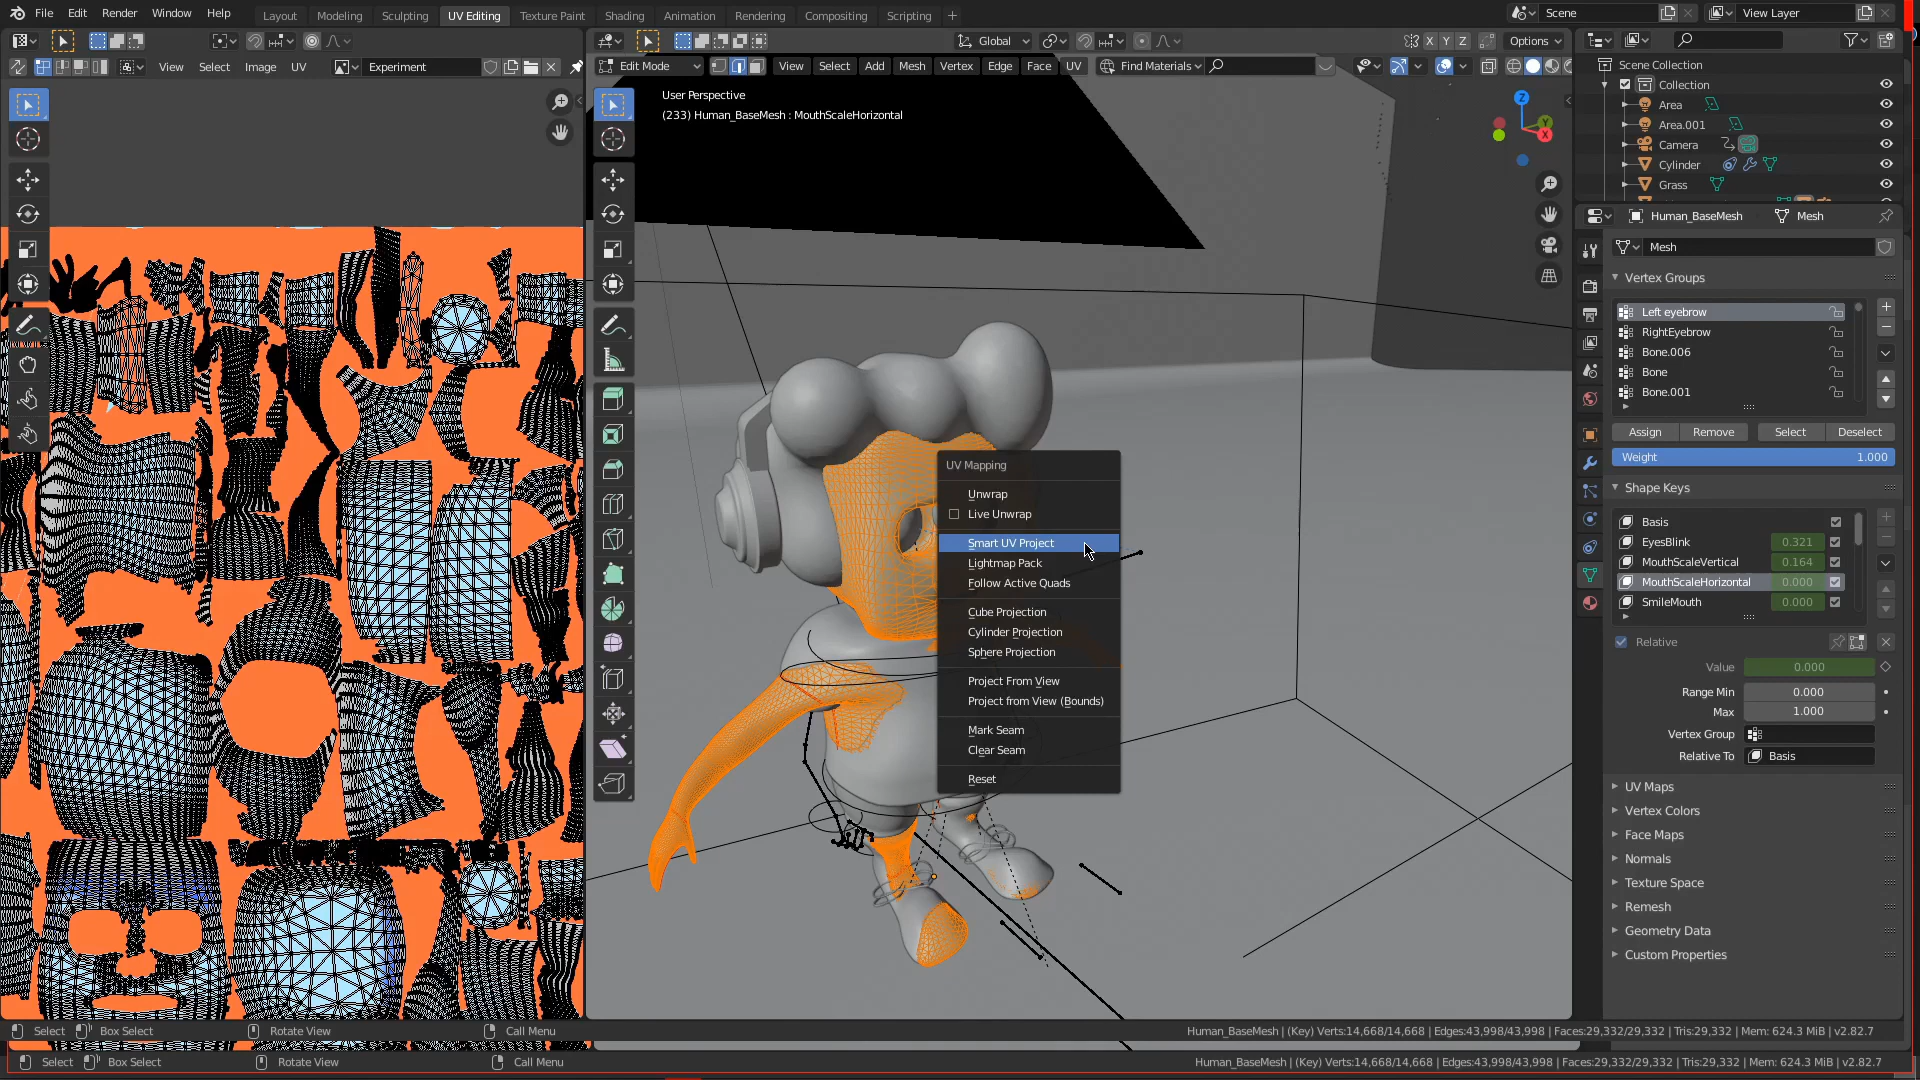 File Edit Render Window Help Layout Modeling Sculpting UV Editing Texture Paint Shading Animation Rendering Compositing Scripting + Scene View Layer
Global X Y Z Options
View Select Image UV Experiment Edit Mode View Select Add Mesh Vertex Edge Face UV Find Materials
User Perspective
(233) Human_BaseMesh : MouthScaleHorizontal
Z
Y
X
UV Mapping
Unwrap
Live Unwrap
Smart UV Project
Lightmap Pack
Follow Active Quads
Cube Projection
Cylinder Projection
Sphere Projection
Project From View
Project from View (Bounds)
Mark Seam
Clear Seam
Reset
Scene Collection
Collection
Area
Area.001
Camera
Cylinder
Grass
Human_BaseMesh Mesh
Mesh
Vertex Groups
Left eyebrow
RightEyebrow
Bone.006
Bone
Bone.001
Assign Remove Select Deselect
Weight 1.000
Shape Keys
Basis
EyesBlink 0.321
MouthScaleVertical 0.164
MouthScaleHorizontal 0.000
SmileMouth 0.000
Relative
Value 0.000
Range Min 0.000
Max 1.000
Vertex Group
Relative To Basis
UV Maps
Vertex Colors
Face Maps
Normals
Texture Space
Remesh
Geometry Data
Custom Properties
Select Box Select Rotate View Call Menu Human_BaseMesh | (Key) Verts:14,668/14,668 | Edges:43,998/43,998 | Faces:29,332/29,332 | Tris:29,332 | Mem: 624.3 MiB | v2.82.7
Select Box Select Rotate View Call Menu Human_BaseMesh | (Key) Verts:14,668/14,668 | Edges:43,998/43,998 | Faces:29,332/29,332 | Tris:29,332 | Mem: 624.3 MiB | v2.82.7